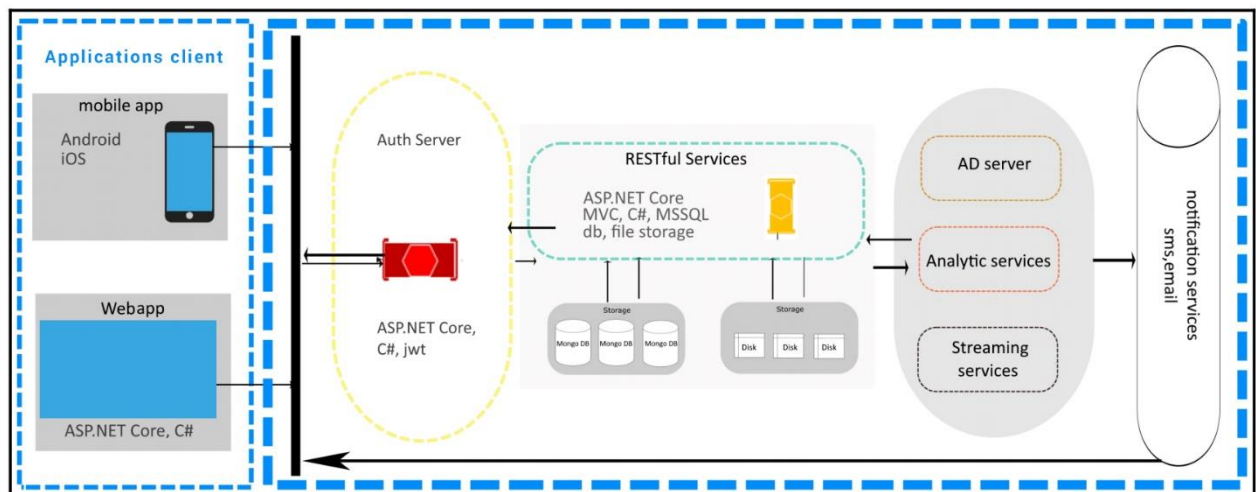 Applications client
mobile app
Android
iOS
Webapp
ASP.NET Core, C#
Auth Server
ASP.NET Core,
C#, jwt
RESTful Services
ASP.NET Core
MVC, C#, MSSQL
db, file storage
Storage
Mongo DB
Mongo DB
Mongo DB
Storage
Disk
Disk
Disk
AD server
Analytic services
Streaming
services
notification services
sms,email